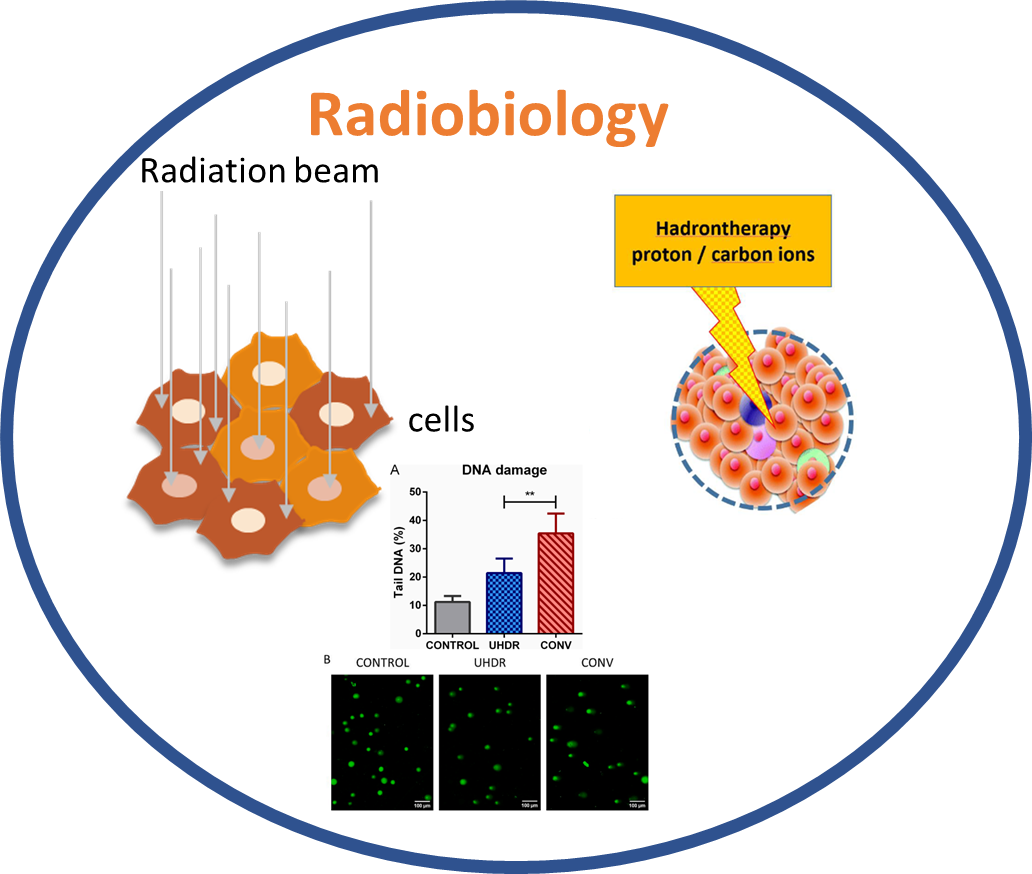 Radiobiology
Radiation beam
Hadrontherapy
proton / carbon ions
cells
A
DNA damage
**
50
40
30
20
10
0
Tail DNA (%)
CONTROL UHDR CONV
B
CONTROL UHDR CONV
100 µm 100 µm 100 µm